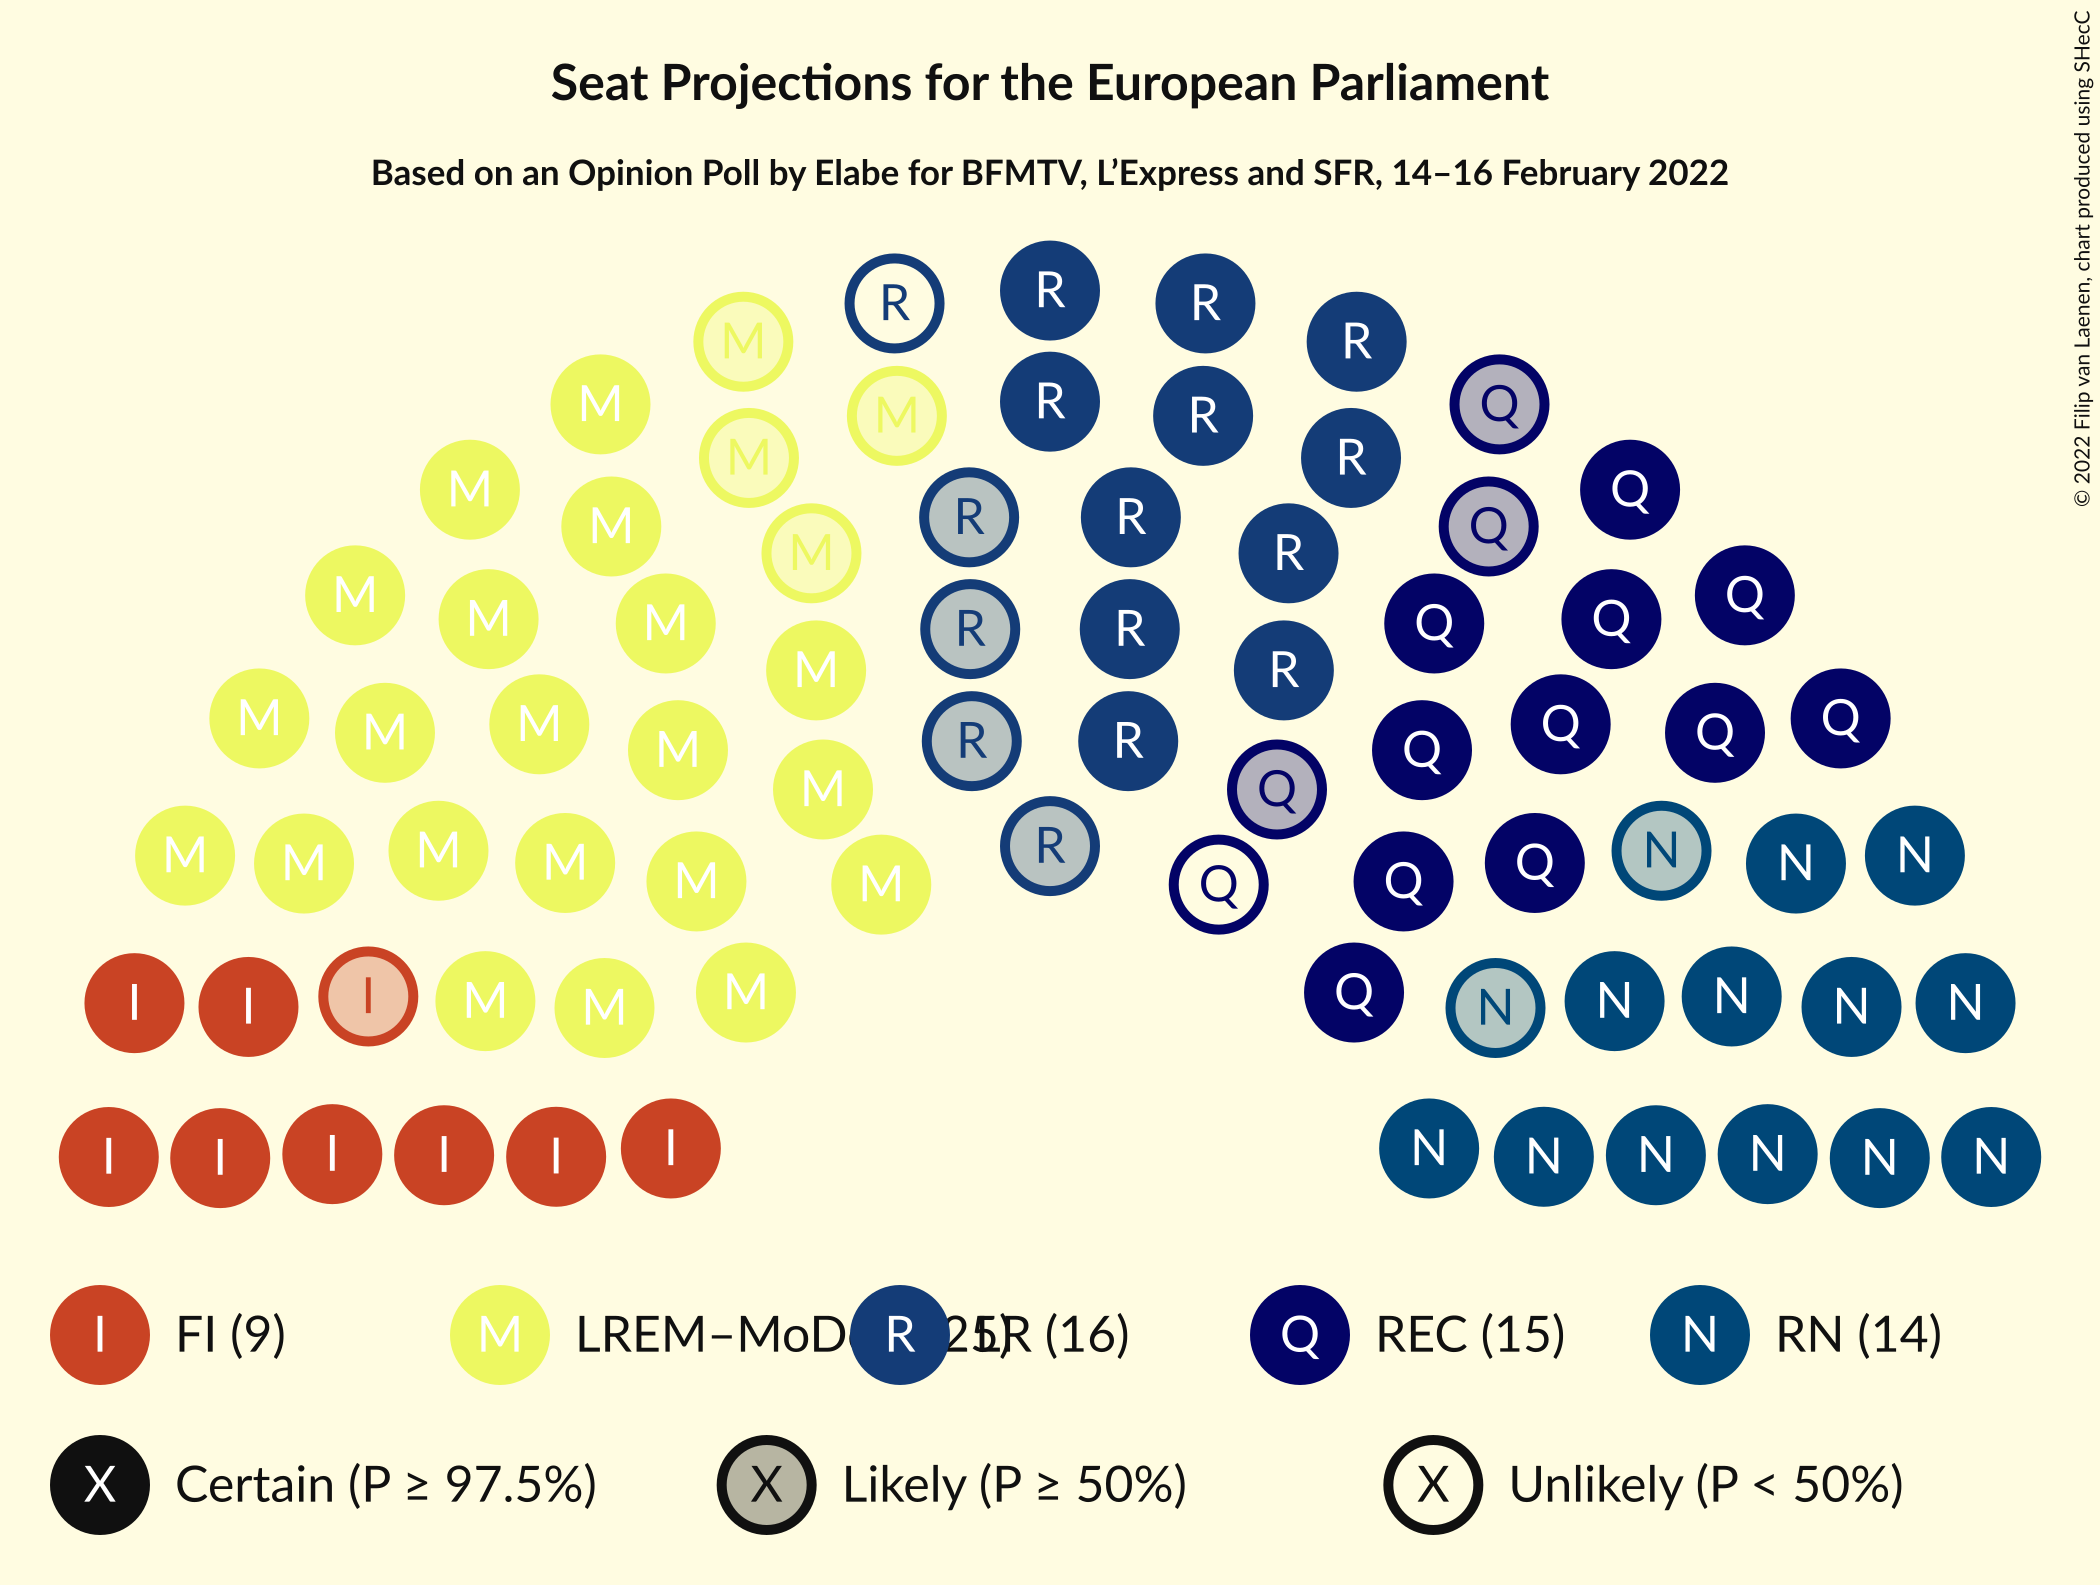 Seat Projections for the European Parliament
Based on an Opinion Poll by Elabe for BFMTV, L’Express and SFR, 14–16 February 2022
© 2022 Filip van Laenen, chart produced using SHecC
R R R
R
M R
M Q
M M R R
R
M Q
M R R
Q
M M Q
M R
M Q
M M R R
Q Q
M M R
M Q
M M R R Q
M Q
M Q
M Q
M R Q
M M M M N N N
M M Q Q Q Q
I I I M M M Q N N N N N
I I I I I I N N N N N N
I FI (9) M LREM–MoD 25) R LR (16) Q REC (15) N RN (14)
X Certain (P ≥ 97.5%) X Likely (P ≥ 50%) X Unlikely (P < 50%)